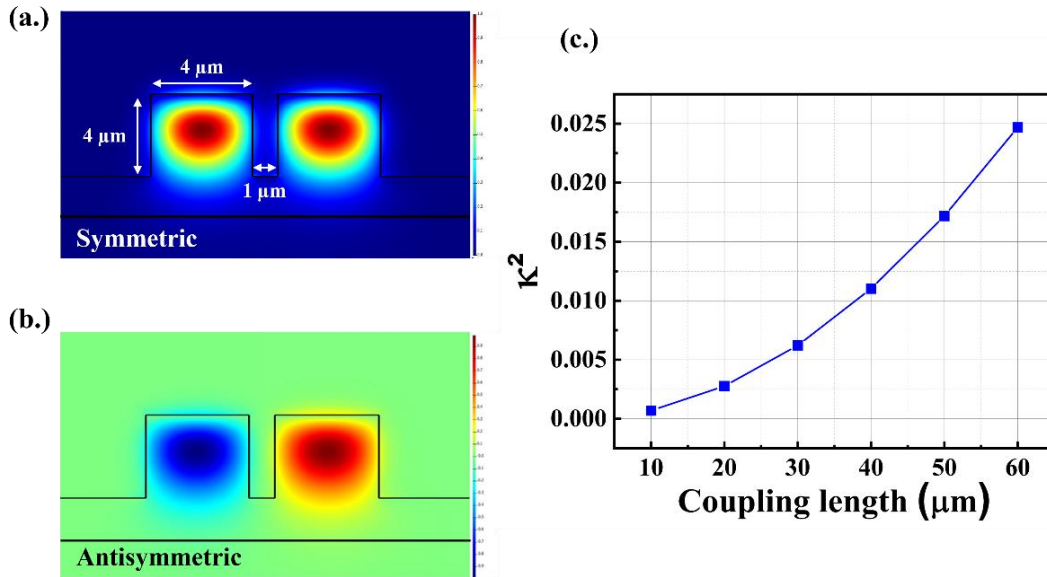 (a.)
4 μm
4 μm
1 μm
Symmetric
(b.)
Antisymmetric
(c.)
0.025
0.020
0.015
0.010
0.005
0.000
κ²
10 20 30 40 50 60
Coupling length (μm)